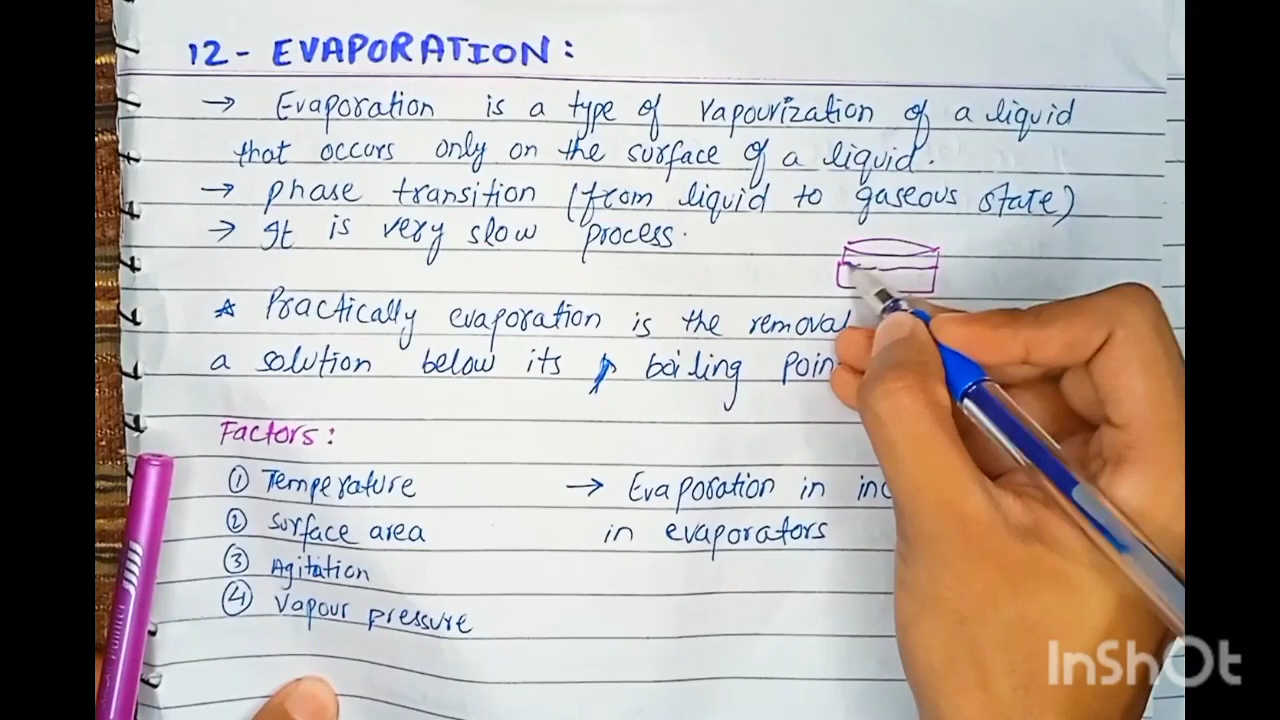 12 - EVAPORATION:
→ Evaporation is a type of vapourization of a liquid
that occurs only on the surface of a liquid.
→ phase transition (from liquid to gaseous state)
→ It is very slow process.
* Practically evaporation is the removal
a solution below its boiling poin
Factors:
① Temperature
② Surface area
③ Agitation
④ Vapour pressure
→ Evaporation in inc
in evaporators
InShOt